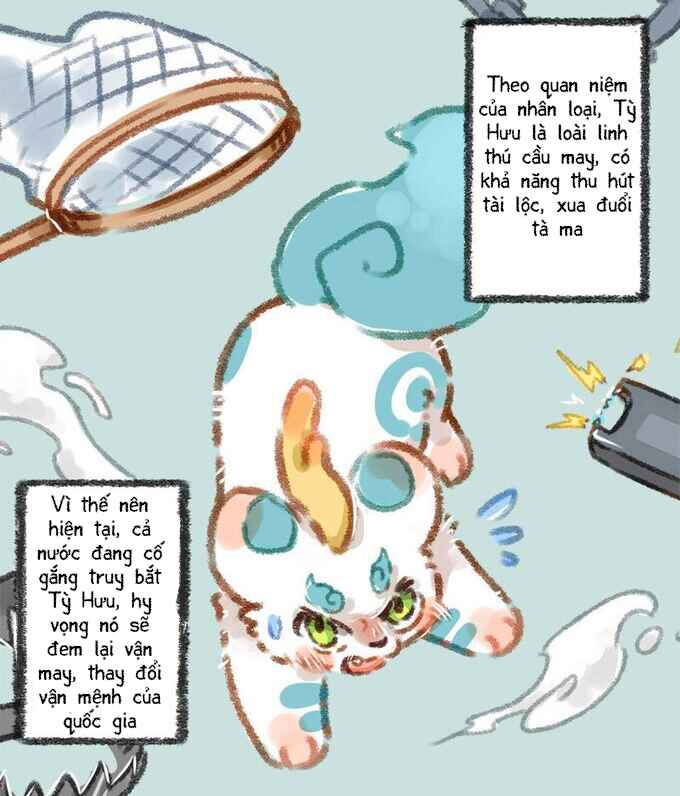 Theo quan niệm
của nhân loại, Tỳ
Hưu là loài linh
thú cầu may, có
khả năng thu hút
tài lộc, xua đuổi
tà ma
Vì thế nên
hiện tại, cả
nước đang cố
gắng truy bắt
Tỳ Hưu, hy
vọng nó sẽ
đem lại vận
may, thay đổi
vận mệnh của
quốc gia